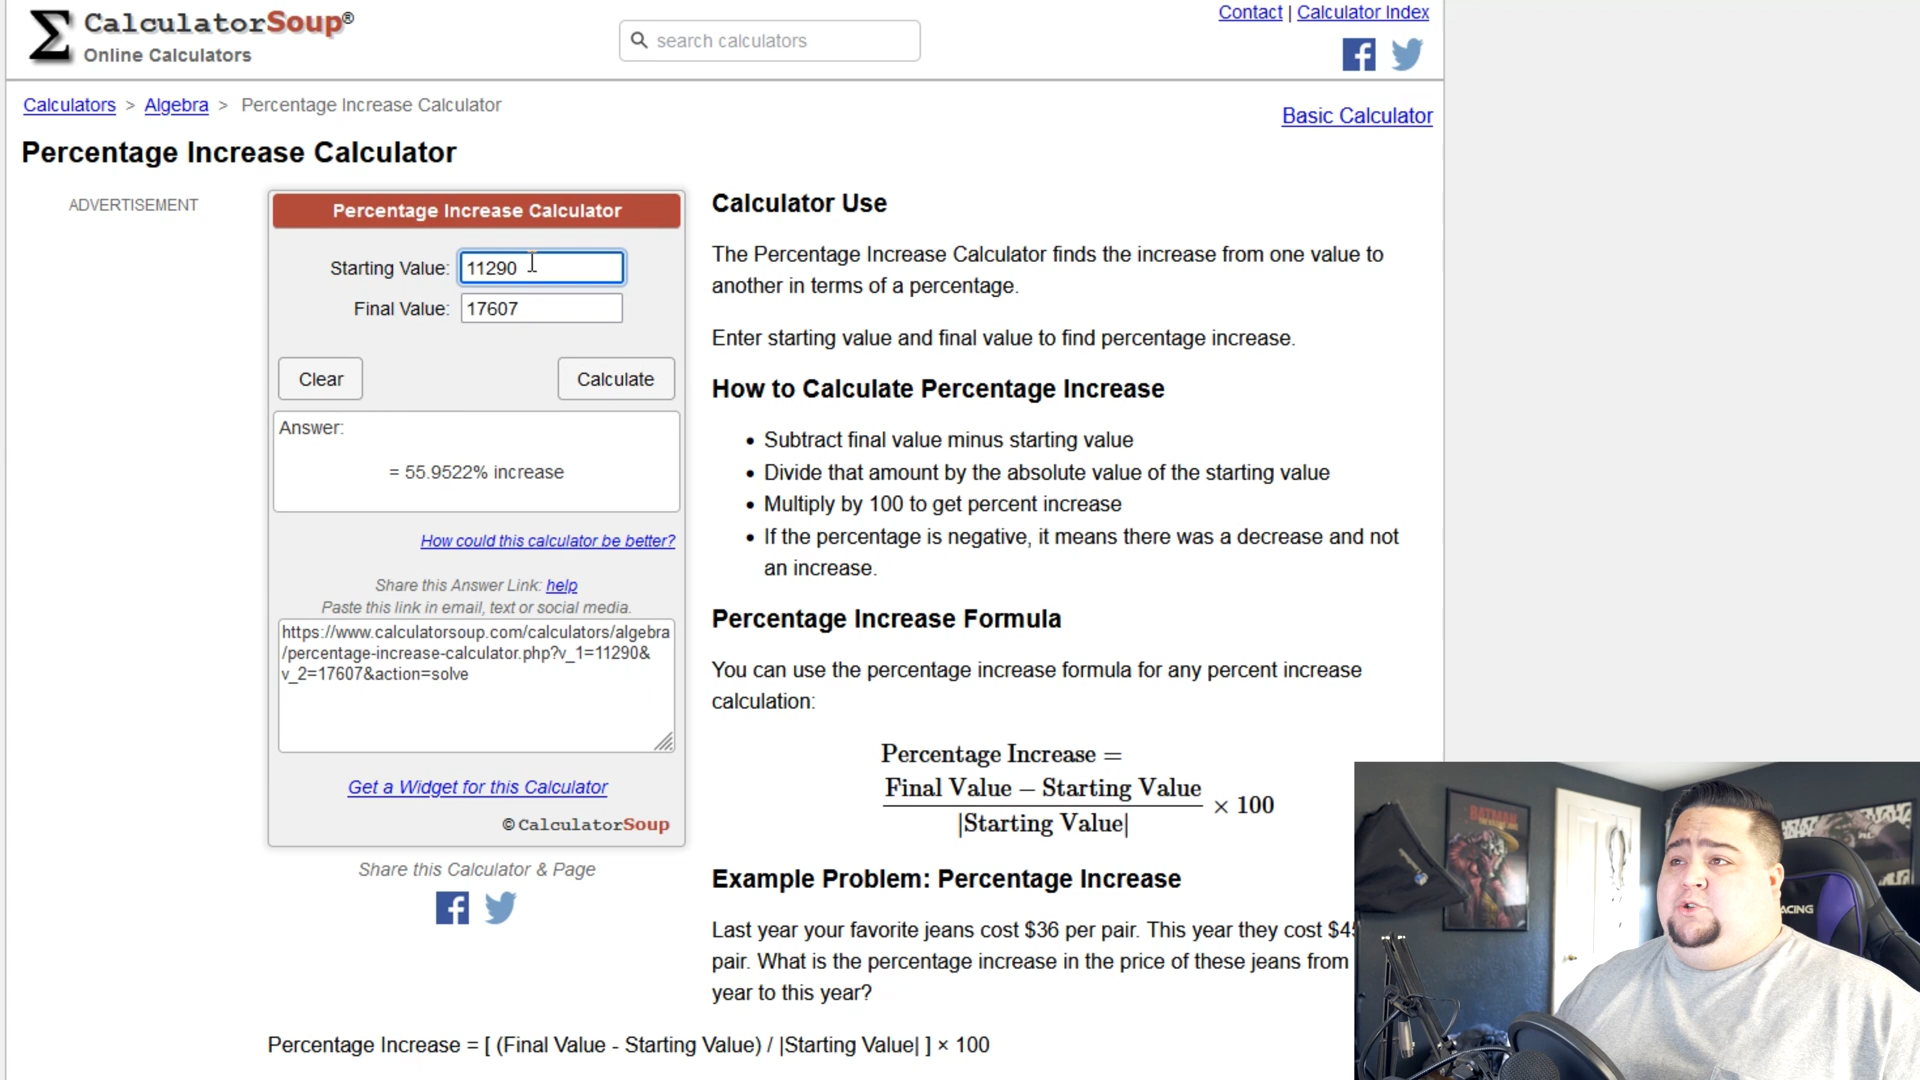 CalculatorSoup®
Online Calculators
search calculators
Contact | Calculator Index
Calculators > Algebra > Percentage Increase Calculator
Basic Calculator
Percentage Increase Calculator
ADVERTISEMENT
Percentage Increase Calculator
Starting Value: 11290
Final Value: 17607
Clear
Calculate
Answer:
= 55.9522% increase
How could this calculator be better?
Share this Answer Link: help
Paste this link in email, text or social media.
https://www.calculatorsoup.com/calculators/algebra
/percentage-increase-calculator.php?v_1=11290&
v_2=17607&action=solve
Get a Widget for this Calculator
© CalculatorSoup
Share this Calculator & Page
Calculator Use
The Percentage Increase Calculator finds the increase from one value to
another in terms of a percentage.
Enter starting value and final value to find percentage increase.
How to Calculate Percentage Increase
• Subtract final value minus starting value
• Divide that amount by the absolute value of the starting value
• Multiply by 100 to get percent increase
• If the percentage is negative, it means there was a decrease and not
an increase.
Percentage Increase Formula
You can use the percentage increase formula for any percent increase
calculation:
Percentage Increase =
Final Value − Starting Value
|Starting Value|
× 100
Example Problem: Percentage Increase
Last year your favorite jeans cost $36 per pair. This year they cost $4
pair. What is the percentage increase in the price of these jeans from
year to this year?
Percentage Increase = [ (Final Value - Starting Value) / |Starting Value| ] × 100
BATMAN
ACING